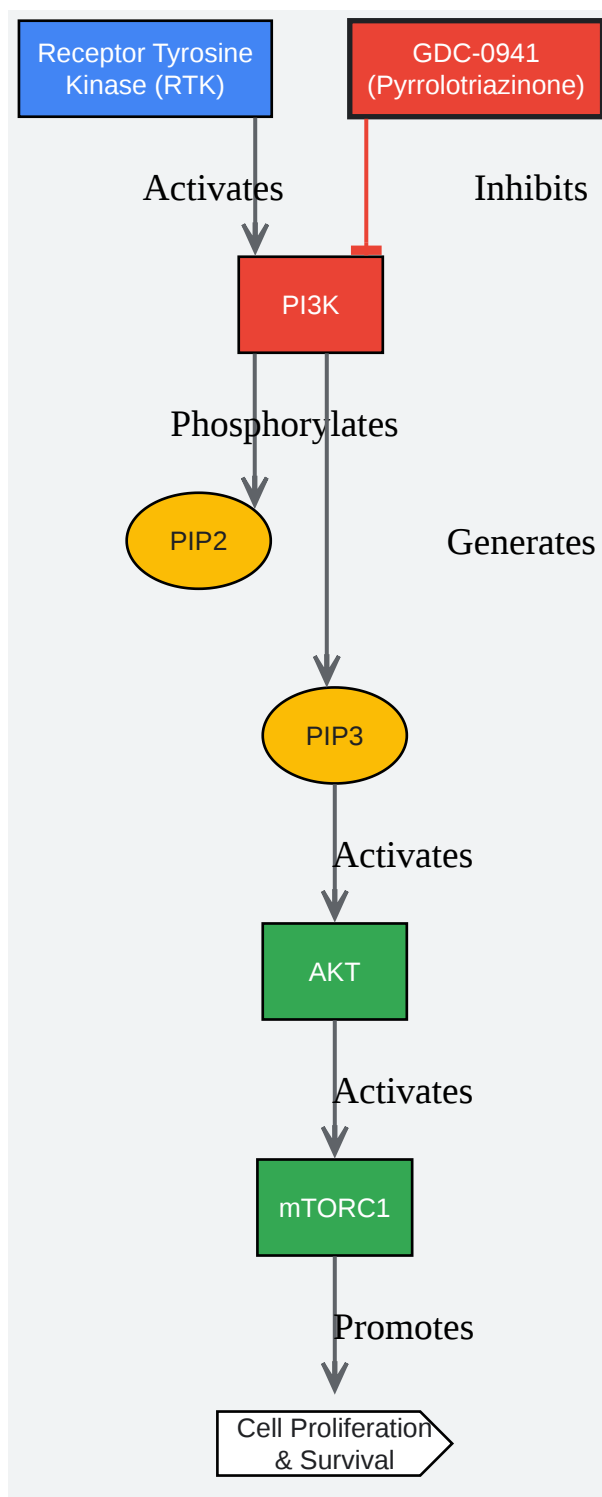 Receptor Tyrosine
Kinase (RTK)
GDC-0941
(Pyrrolotriazinone)
Activates
Inhibits
PI3K
Phosphorylates
PIP2
Generates
PIP3
Activates
AKT
Activates
mTORC1
Promotes
Cell Proliferation
& Survival